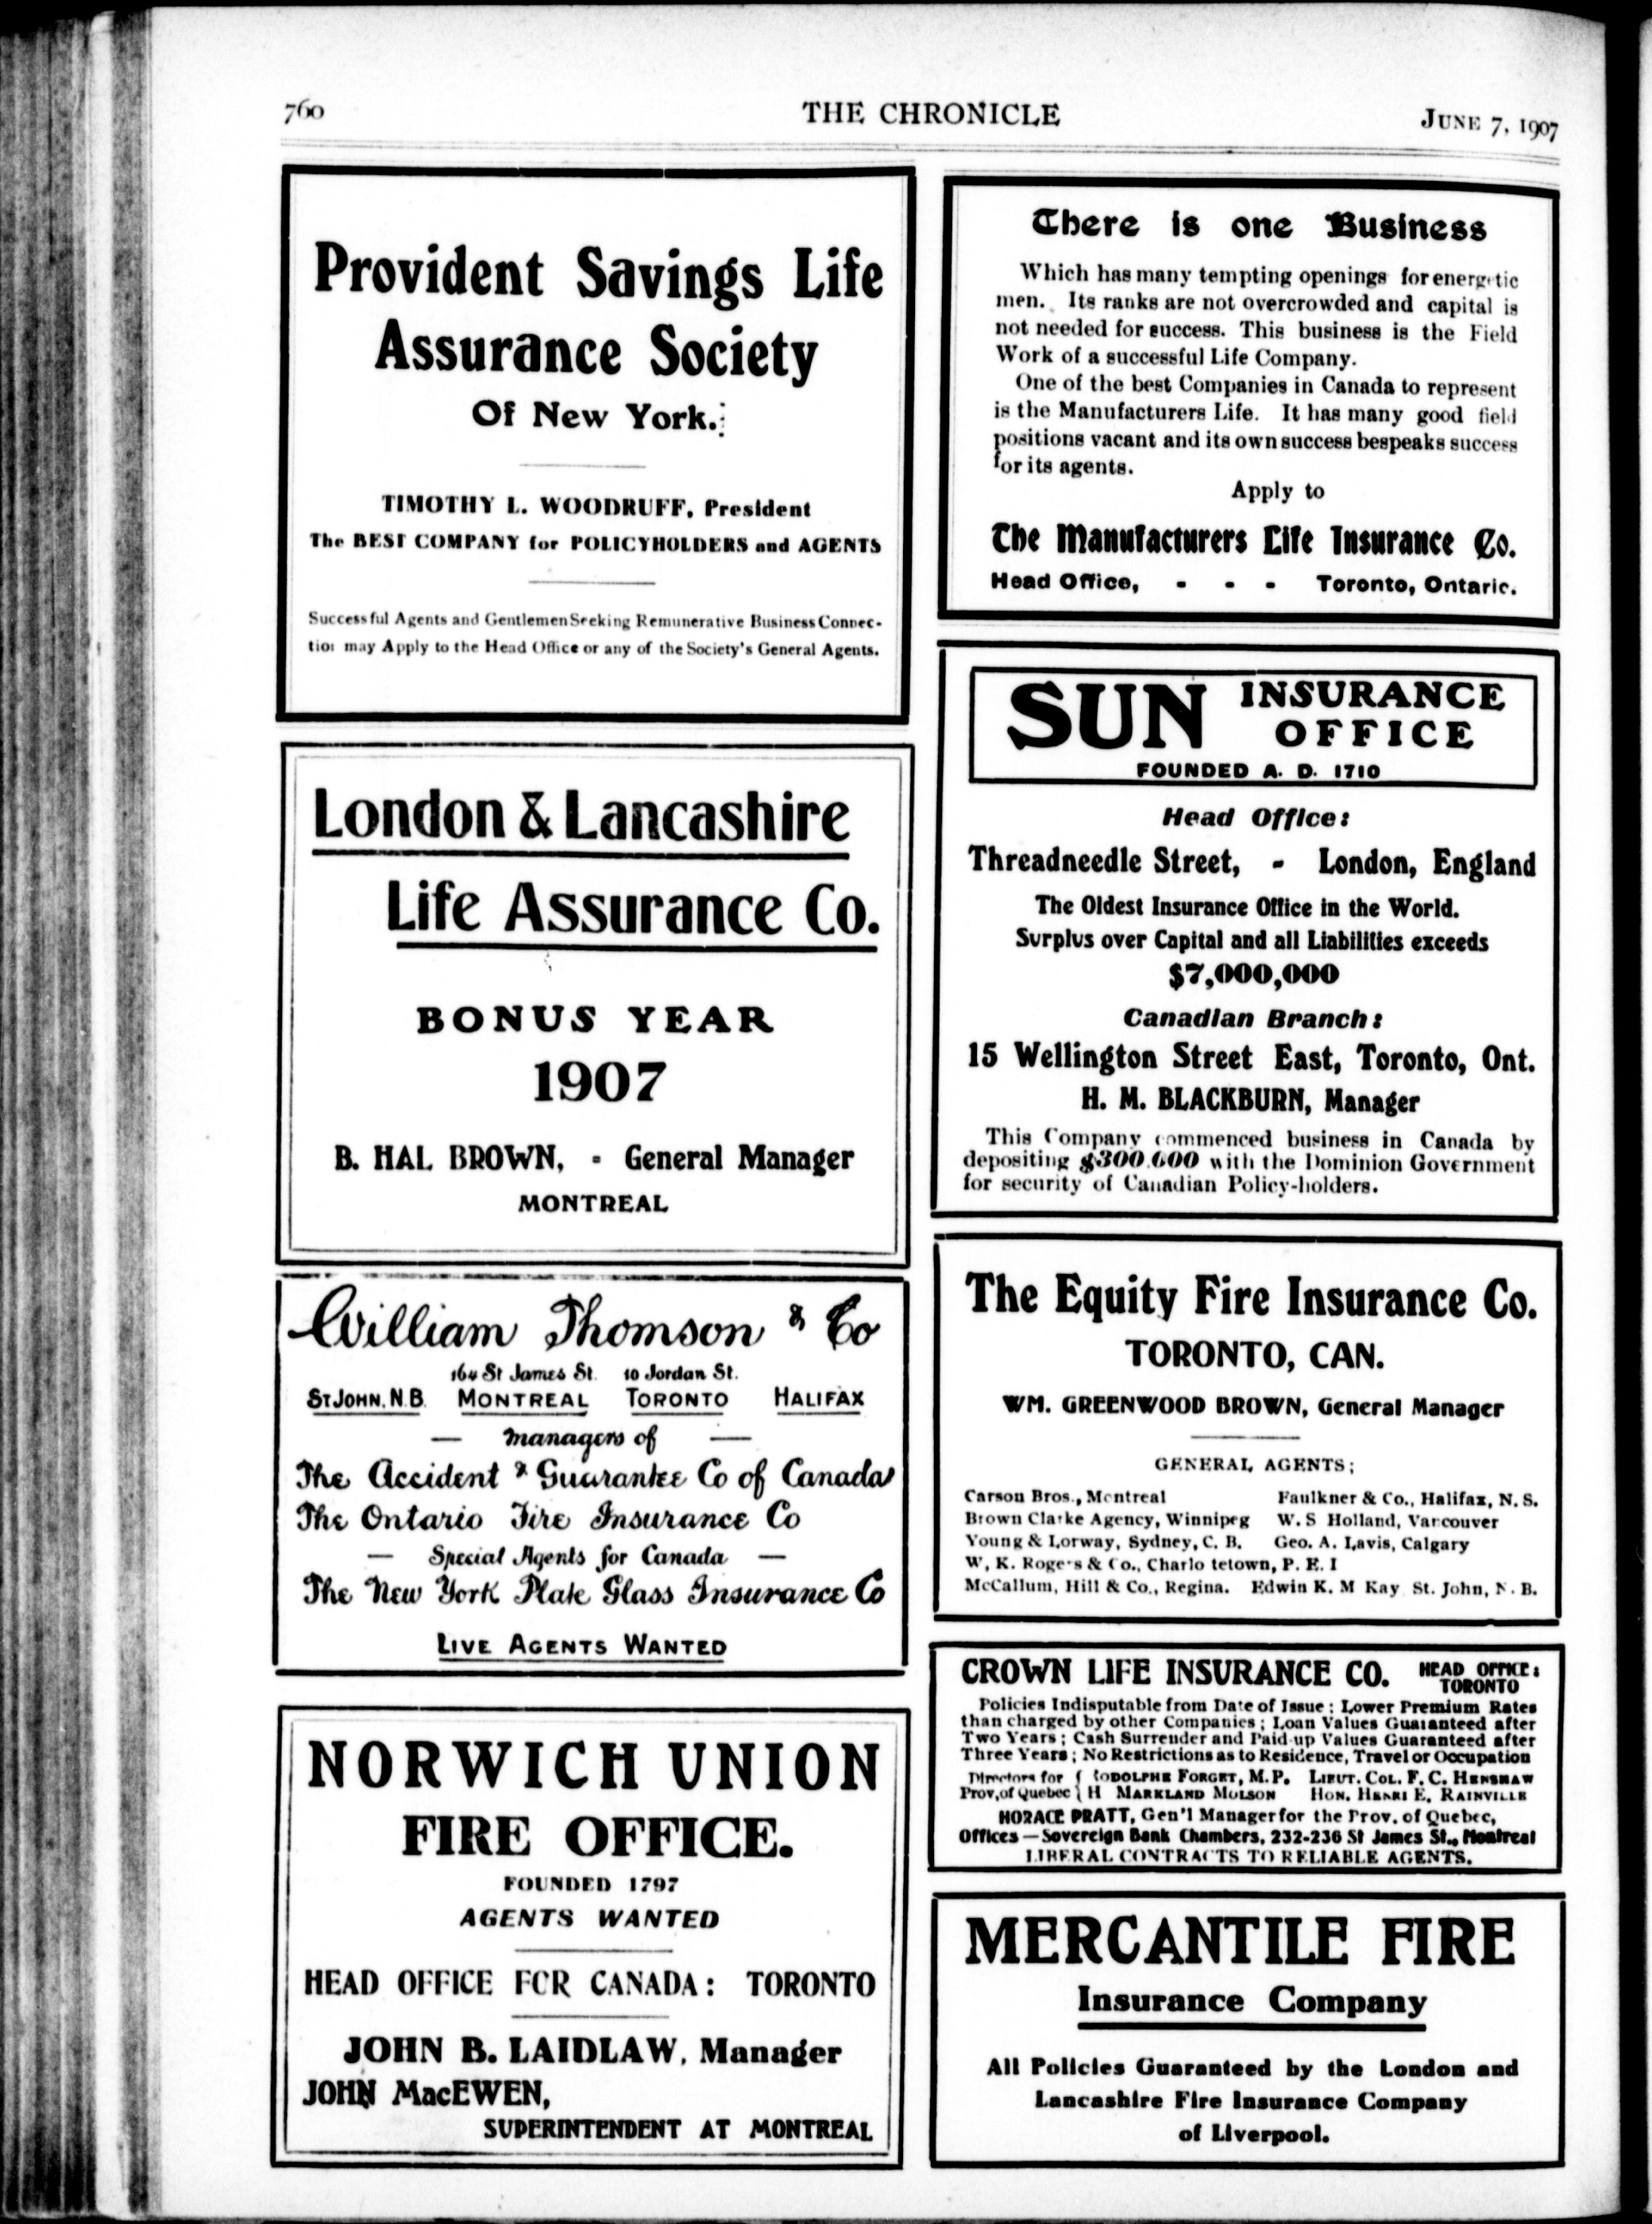 760
THE CHRONICLE
JUNE 7, 1907
Provident Savings Life
Assurance Society
Of New York.
TIMOTHY L. WOODRUFF, President
The BEST COMPANY for POLICYHOLDERS and AGENTS
Successful Agents and Gentlemen Seeking Remunerative Business Connec-
tion may Apply to the Head Office or any of the Society's General Agents.
London & Lancashire
Life Assurance Co.
BONUS YEAR
1907
B. HAL BROWN, - General Manager
MONTREAL
William Thomson & Co
164 St James St. 10 Jordan St.
ST JOHN, N.B. MONTREAL TORONTO HALIFAX
— Managers of —
The Accident & Guarantee Co of Canada
The Ontario Fire Insurance Co
— Special Agents for Canada —
The New York Plate Glass Insurance Co
LIVE AGENTS WANTED
NORWICH UNION
FIRE OFFICE.
FOUNDED 1797
AGENTS WANTED
HEAD OFFICE FOR CANADA: TORONTO
JOHN B. LAIDLAW, Manager
JOHN MacEWEN,
SUPERINTENDENT AT MONTREAL
There is one Business
Which has many tempting openings for energetic
men. Its ranks are not overcrowded and capital is
not needed for success. This business is the Field
Work of a successful Life Company.
One of the best Companies in Canada to represent
is the Manufacturers Life. It has many good field
positions vacant and its own success bespeaks success
for its agents.
Apply to
The Manufacturers Life Insurance Co.
Head Office, - - - Toronto, Ontario.
SUN INSURANCE
OFFICE
FOUNDED A. D. 1710
Head Office:
Threadneedle Street, - London, England
The Oldest Insurance Office in the World.
Surplus over Capital and all Liabilities exceeds
$7,000,000
Canadian Branch:
15 Wellington Street East, Toronto, Ont.
H. M. BLACKBURN, Manager
This Company commenced business in Canada by
depositing $300,000 with the Dominion Government
for security of Canadian Policy-holders.
The Equity Fire Insurance Co.
TORONTO, CAN.
WM. GREENWOOD BROWN, General Manager
GENERAL AGENTS;
Carson Bros., Montreal Faulkner & Co., Halifax, N. S.
Brown Clarke Agency, Winnipeg W. S Holland, Vancouver
Young & Lorway, Sydney, C. B. Geo. A. Lavis, Calgary
W, K. Rogers & Co., Charlo tetown, P. E. I
McCallum, Hill & Co., Regina. Edwin K. M Kay St. John, N. B.
CROWN LIFE INSURANCE CO. HEAD OFFICE:
TORONTO
Policies Indisputable from Date of Issue; Lower Premium Rates
than charged by other Companies; Loan Values Guaranteed after
Two Years; Cash Surrender and Paid-up Values Guaranteed after
Three Years; No Restrictions as to Residence, Travel or Occupation
Directors for { RODOLPHE FORGET, M. P. LIEUT. COL. F. C. HENSHAW
Prov, of Quebec { H MARKLAND MOLSON HON. HENRI E. RAINVILLE
HORACE PRATT, Gen'l Manager for the Prov. of Quebec,
Offices — Sovereign Bank Chambers, 232-236 St James St., Montreal
LIBERAL CONTRACTS TO RELIABLE AGENTS.
MERCANTILE FIRE
Insurance Company
All Policies Guaranteed by the London and
Lancashire Fire Insurance Company
of Liverpool.